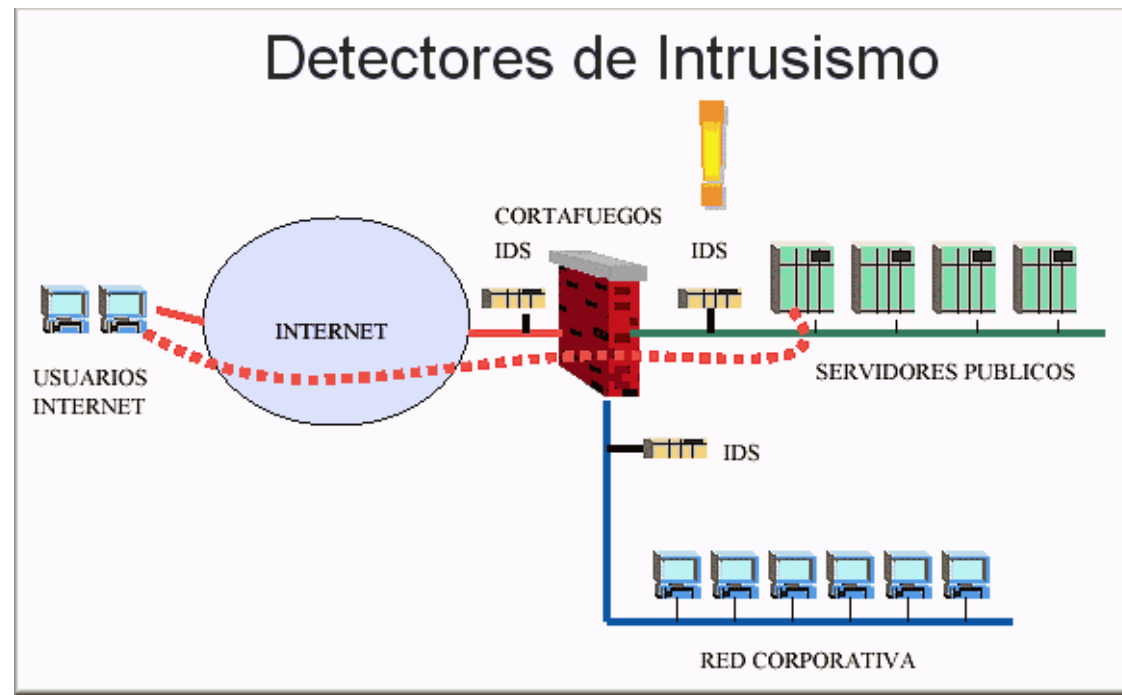 Detectores de Intrusismo
CORTAFUEGOS
IDS
IDS
INTERNET
USUARIOS
INTERNET
SERVIDORES PUBLICOS
IDS
RED CORPORATIVA